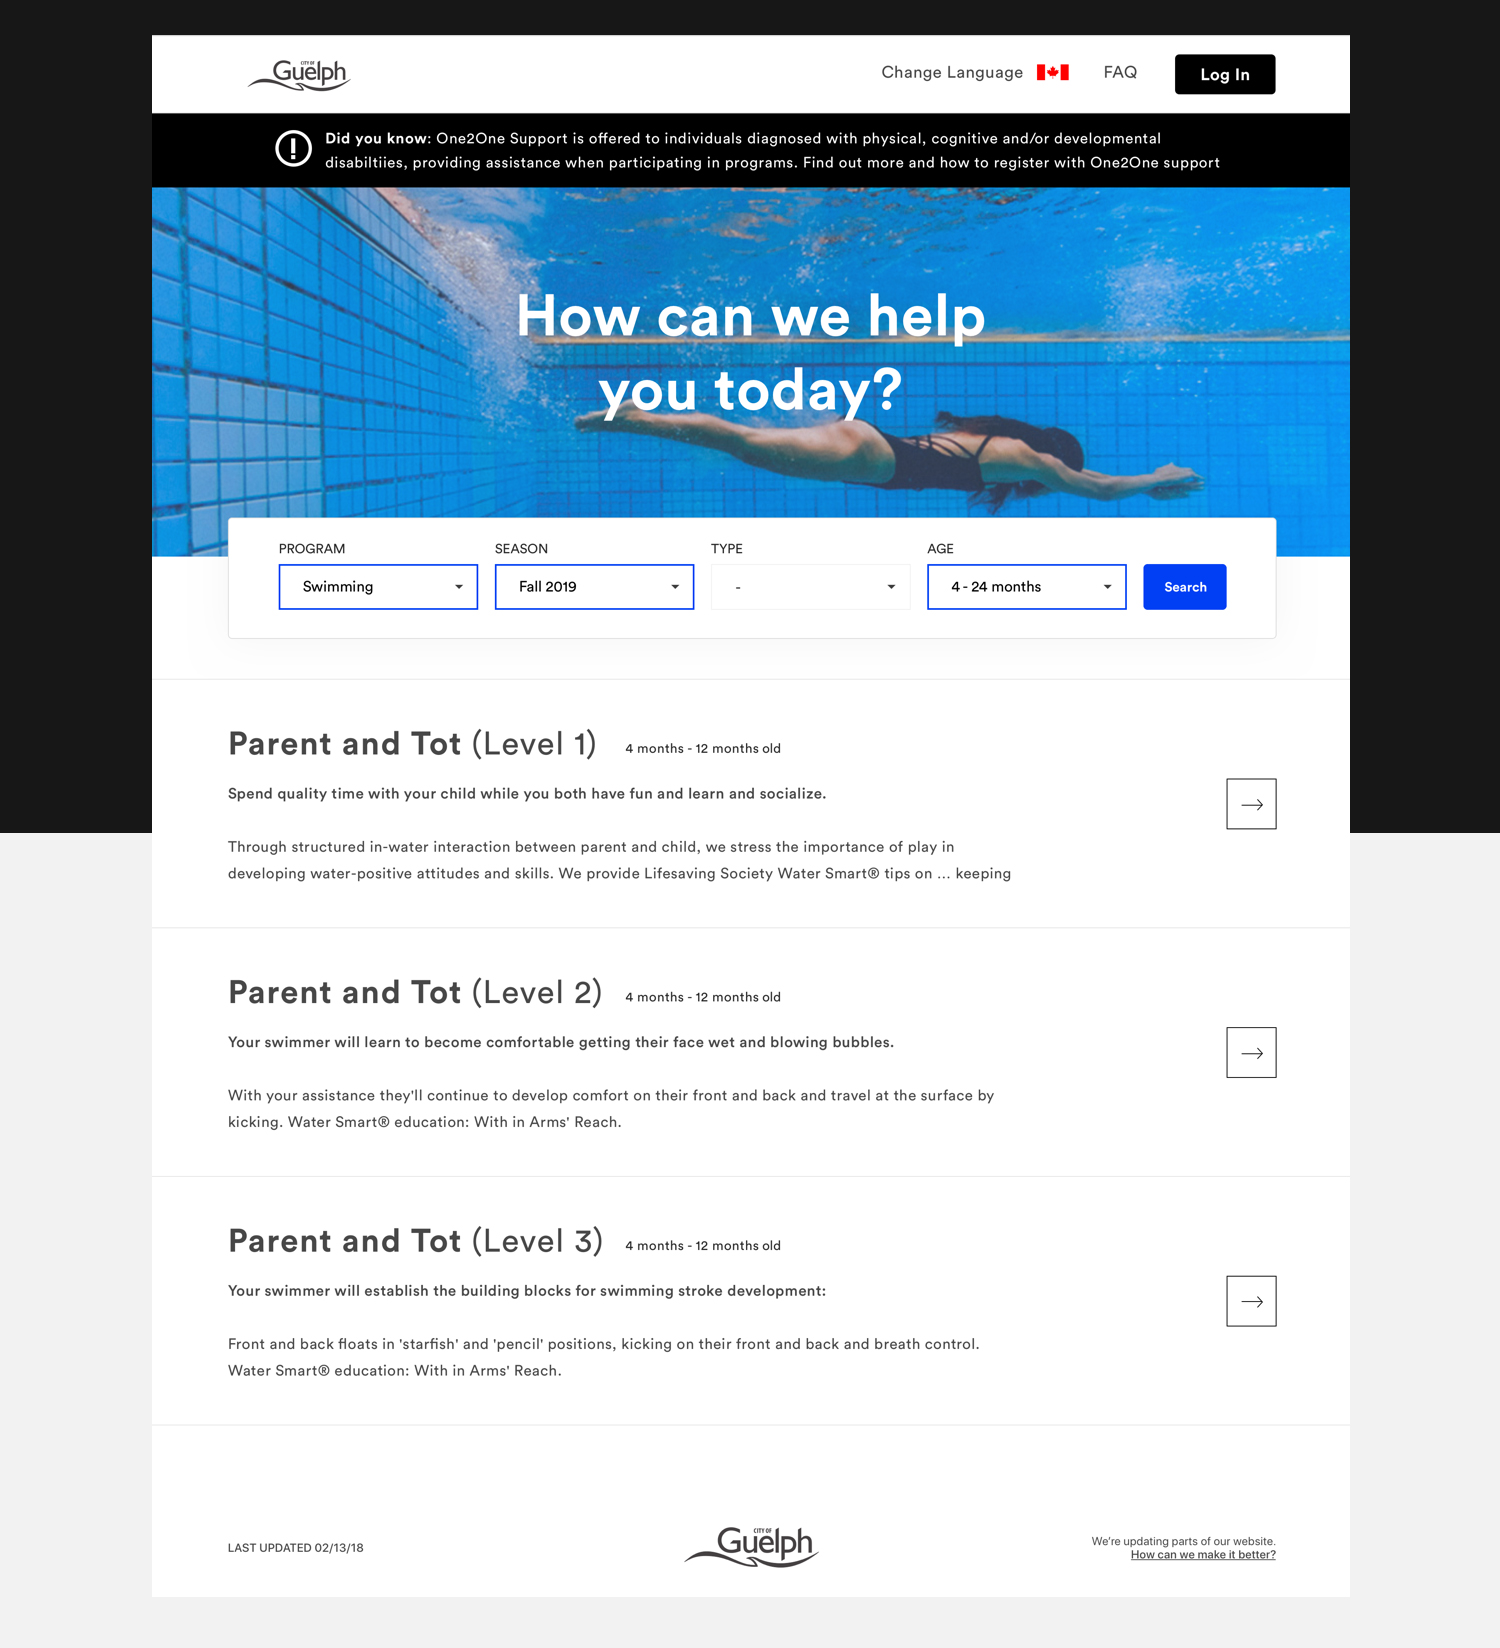 CITY OF
Guelph
Change Language
FAQ
Log In
Did you know: One2One Support is offered to individuals diagnosed with physical, cognitive and/or developmental
disabiltiies, providing assistance when participating in programs. Find out more and how to register with One2One support
How can we help
you today?
PROGRAM
SEASON
TYPE
AGE
Swimming
Fall 2019
-
4 - 24 months
Search
Parent and Tot (Level 1)
4 months - 12 months old
Spend quality time with your child while you both have fun and learn and socialize.
Through structured in-water interaction between parent and child, we stress the importance of play in
developing water-positive attitudes and skills. We provide Lifesaving Society Water Smart® tips on ... keeping
Parent and Tot (Level 2)
4 months - 12 months old
Your swimmer will learn to become comfortable getting their face wet and blowing bubbles.
With your assistance they'll continue to develop comfort on their front and back and travel at the surface by
kicking. Water Smart® education: With in Arms' Reach.
Parent and Tot (Level 3)
4 months - 12 months old
Your swimmer will establish the building blocks for swimming stroke development:
Front and back floats in 'starfish' and 'pencil' positions, kicking on their front and back and breath control.
Water Smart® education: With in Arms' Reach.
LAST UPDATED 02/13/18
CITY OF
Guelph
We're updating parts of our website.
How can we make it better?